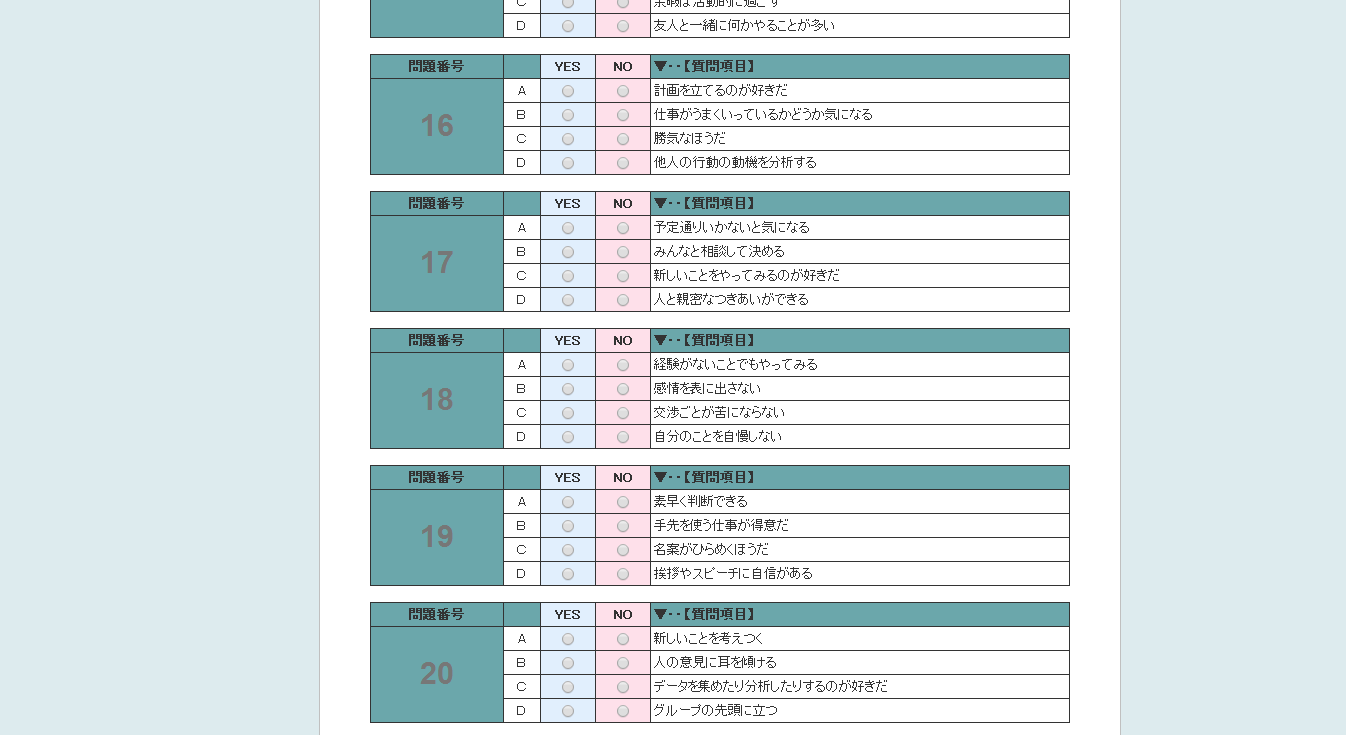 C 余暇は活動的に過ごす
D 友人と一緒に何かやることが多い
問題番号 YES NO ▼--【質問項目】
16
A 計画を立てるのが好きだ
B 仕事がうまくいっているかどうか気になる
C 勝気なほうだ
D 他人の行動の動機を分析する
問題番号 YES NO ▼--【質問項目】
17
A 予定通りいかないと気になる
B みんなと相談して決める
C 新しいことをやってみるのが好きだ
D 人と親密なつきあいができる
問題番号 YES NO ▼--【質問項目】
18
A 経験がないことでもやってみる
B 感情を表に出さない
C 交渉ごとが苦にならない
D 自分のことを自慢しない
問題番号 YES NO ▼--【質問項目】
19
A 素早く判断できる
B 手先を使う仕事が得意だ
C 名案がひらめくほうだ
D 挨拶やスピーチに自信がある
問題番号 YES NO ▼--【質問項目】
20
A 新しいことを考えつく
B 人の意見に耳を傾ける
C データを集めたり分析したりするのが好きだ
D グループの先頭に立つ